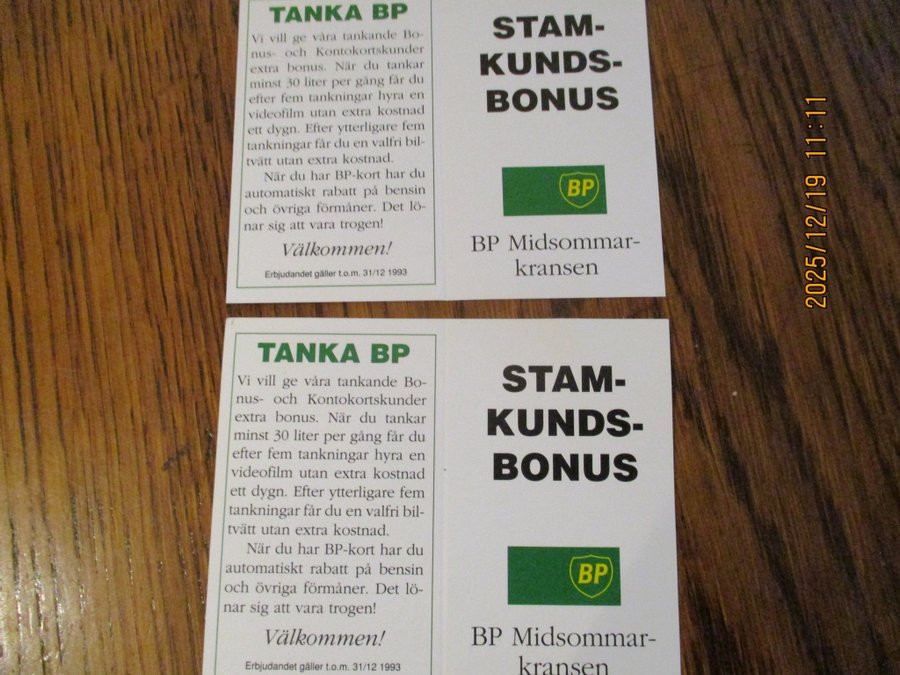 TANKA BP
Vi vill ge våra tankande Bo-
nus- och Kontokortskunder
extra bonus. När du tankar
minst 30 liter per gång får du
efter fem tankningar hyra en
videofilm utan extra kostnad
ett dygn. Efter ytterligare fem
tankningar får du en valfri bil-
tvätt utan extra kostnad.
När du har BP-kort har du
automatiskt rabatt på bensin
och övriga förmåner. Det lö-
nar sig att vara trogen!
Välkommen!
Erbjudandet gäller t.o.m. 31/12 1993
STAM-
KUNDS-
BONUS
BP
BP Midsommar-
kransen
TANKA BP
Vi vill ge våra tankande Bo-
nus- och Kontokortskunder
extra bonus. När du tankar
minst 30 liter per gång får du
efter fem tankningar hyra en
videofilm utan extra kostnad
ett dygn. Efter ytterligare fem
tankningar får du en valfri bil-
tvätt utan extra kostnad.
När du har BP-kort har du
automatiskt rabatt på bensin
och övriga förmåner. Det lö-
nar sig att vara trogen!
Välkommen!
Erbjudandet gäller t.o.m. 31/12 1993
STAM-
KUNDS-
BONUS
BP
BP Midsommar-
kransen
2025/12/19 11:11